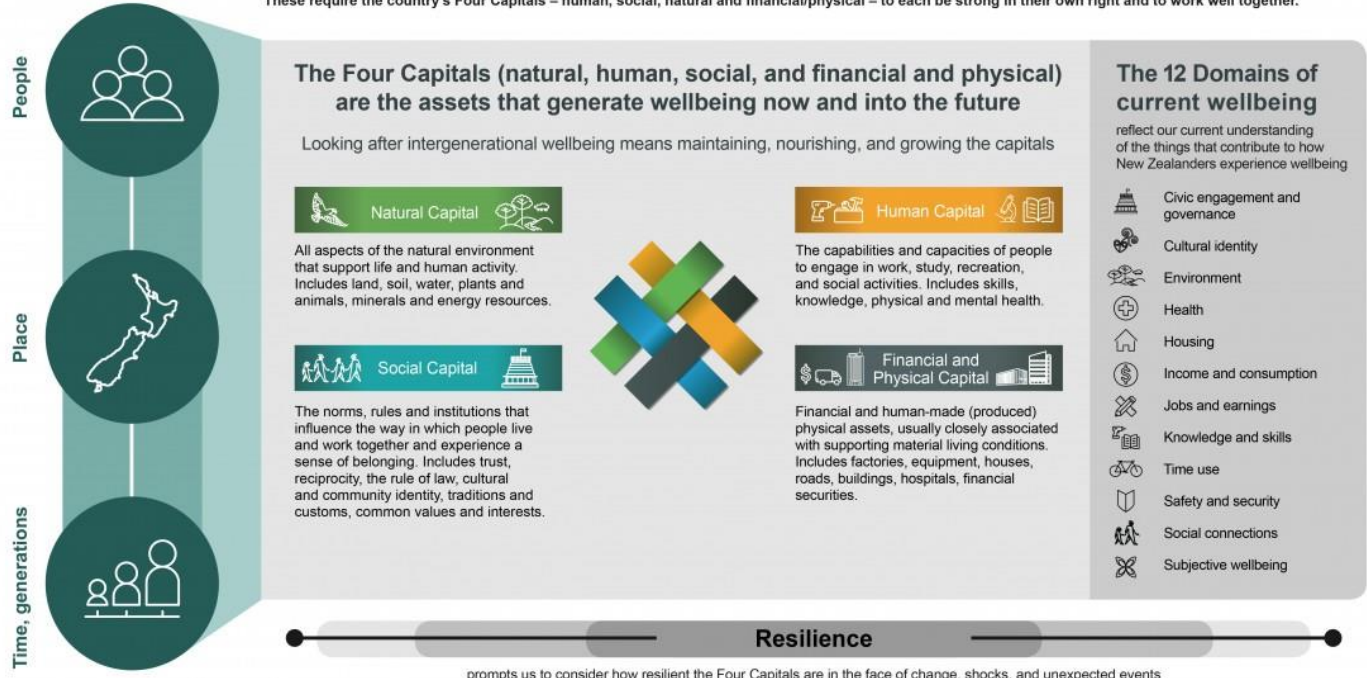 These require the country's Four Capitals – human, social, natural and financial/physical – to each be strong in their own right and to work well together.
People
Place
Time, generations
The Four Capitals (natural, human, social, and financial and physical)
are the assets that generate wellbeing now and into the future
Looking after intergenerational wellbeing means maintaining, nourishing, and growing the capitals
Natural Capital
All aspects of the natural environment
that support life and human activity.
Includes land, soil, water, plants and
animals, minerals and energy resources.
Human Capital
The capabilities and capacities of people
to engage in work, study, recreation,
and social activities. Includes skills,
knowledge, physical and mental health.
Social Capital
The norms, rules and institutions that
influence the way in which people live
and work together and experience a
sense of belonging. Includes trust,
reciprocity, the rule of law, cultural
and community identity, traditions and
customs, common values and interests.
Financial and
Physical Capital
Financial and human-made (produced)
physical assets, usually closely associated
with supporting material living conditions.
Includes factories, equipment, houses,
roads, buildings, hospitals, financial
securities.
The 12 Domains of
current wellbeing
reflect our current understanding
of the things that contribute to how
New Zealanders experience wellbeing
Civic engagement and
governance
Cultural identity
Environment
Health
Housing
Income and consumption
Jobs and earnings
Knowledge and skills
Time use
Safety and security
Social connections
Subjective wellbeing
Resilience
prompts us to consider how resilient the Four Capitals are in the face of change, shocks, and unexpected events